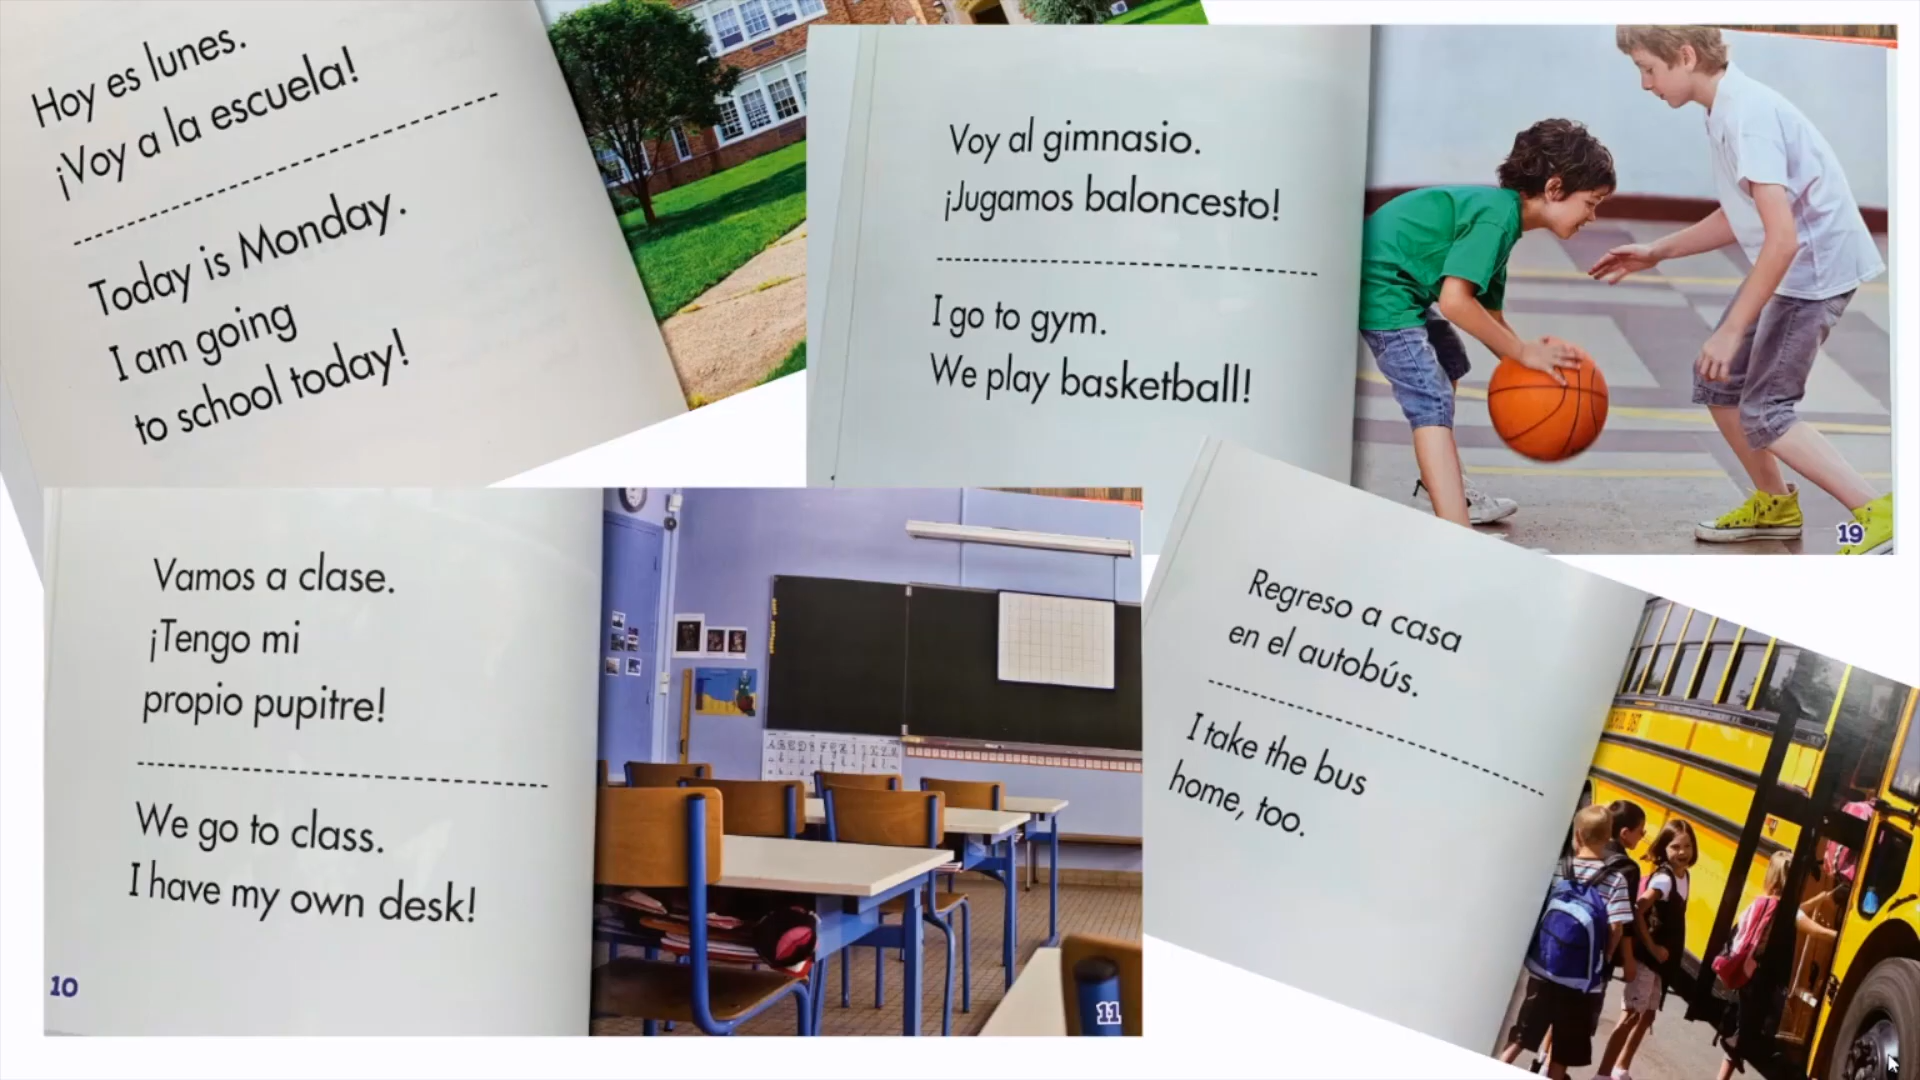 Hoy es lunes.
¡Voy a la escuela!
Today is Monday.
I am going
to school today!
Voy al gimnasio.
¡Jugamos baloncesto!
I go to gym.
We play basketball!
19
Vamos a clase.
¡Tengo mi
propio pupitre!
We go to class.
I have my own desk!
10
11
Regreso a casa
en el autobús.
I take the bus
home, too.